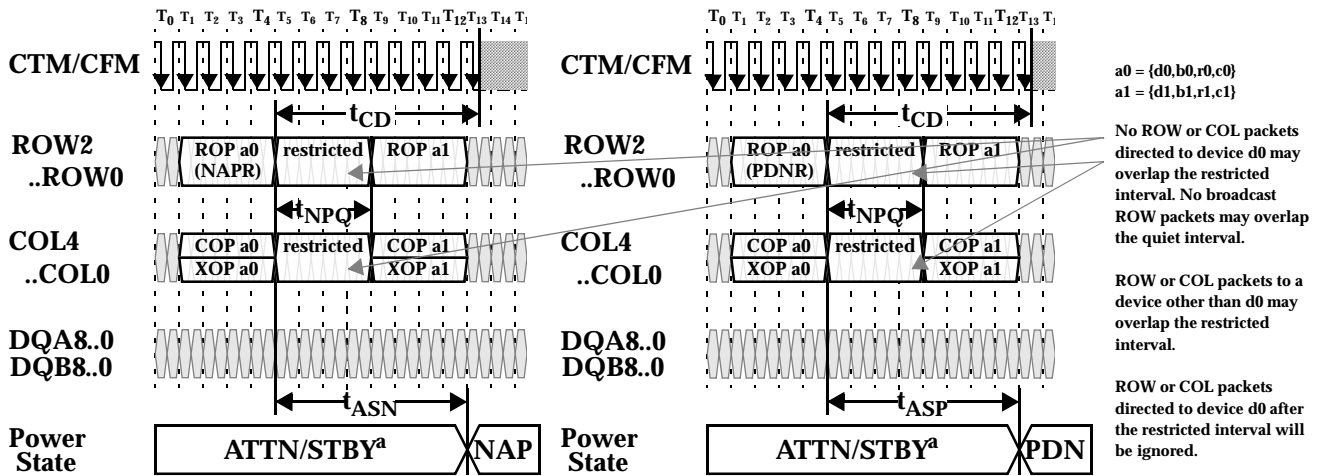 T0 T1 T2 T3 T4 T5 T6 T7 T8 T9 T10 T11 T12 T13 T14 T1
CTM/CFM
tCD
ROW2
..ROW0
ROP a0
(NAPR)
restricted
ROP a1
tNPQ
COL4
..COL0
COP a0
XOP a0
restricted
COP a1
XOP a1
DQA8..0
DQB8..0
tASN
Power
State
ATTN/STBYa
NAP
T0 T1 T2 T3 T4 T5 T6 T7 T8 T9 T10 T11 T12 T13 T1
CTM/CFM
tCD
ROW2
..ROW0
ROP a0
(PDNR)
restricted
ROP a1
tNPQ
COL4
..COL0
COP a0
XOP a0
restricted
COP a1
XOP a1
DQA8..0
DQB8..0
tASP
Power
State
ATTN/STBYa
PDN
a0 = {d0,b0,r0,c0}
a1 = {d1,b1,r1,c1}
No ROW or COL packets
directed to device d0 may
overlap the restricted
interval. No broadcast
ROW packets may overlap
the quiet interval.
ROW or COL packets to a
device other than d0 may
overlap the restricted
interval.
ROW or COL packets
directed to device d0 after
the restricted interval will
be ignored.